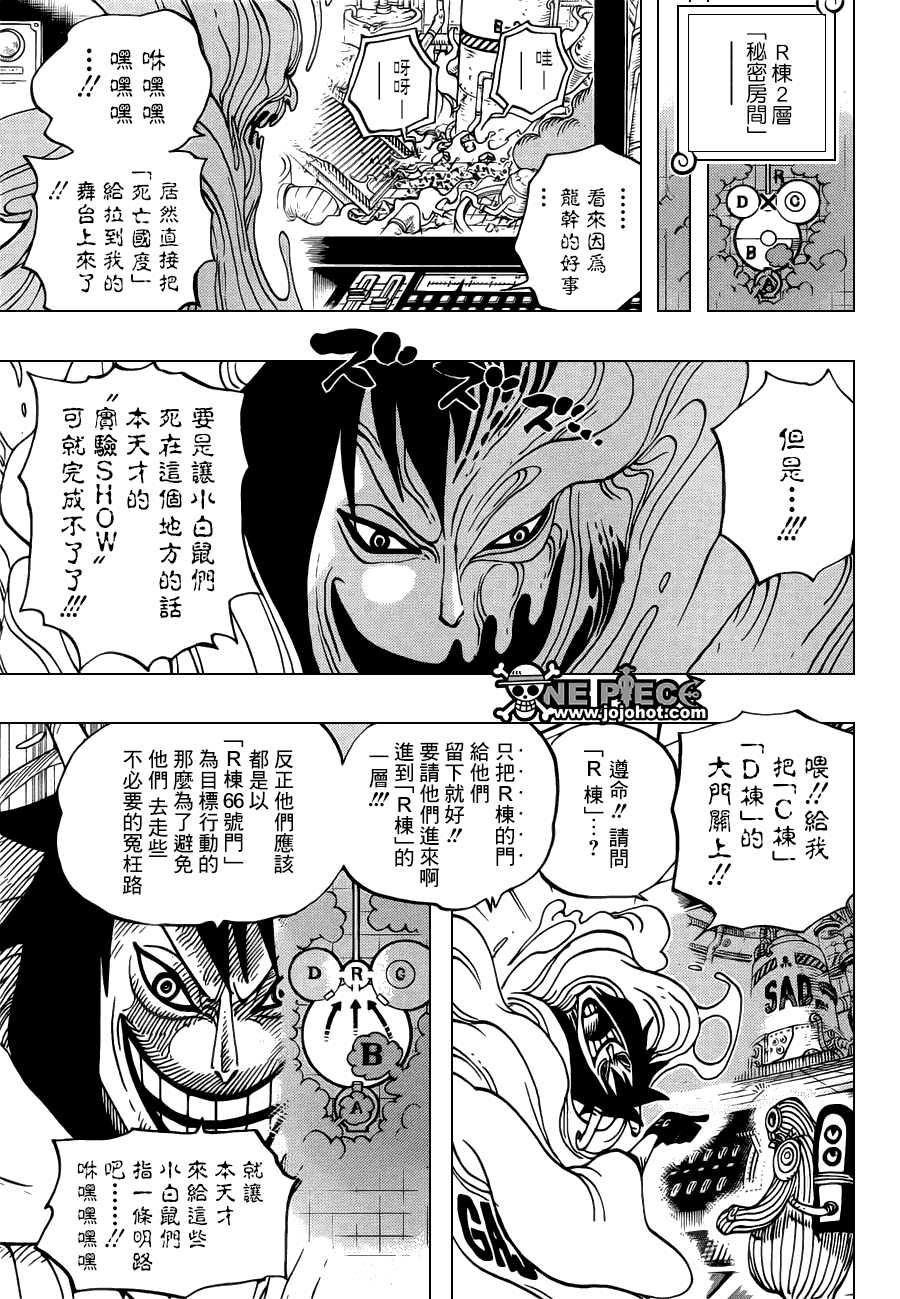 R棟2層
「秘密房間」
──
R
D
C
B
A
哇─
──
呀呀─
──
……
看來因爲
龍幹的好事
…
咻嘿嘿
嘿嘿嘿
…‥!!
居然直接把
「死亡國度」
給拉到我的
舞台上來了
!!
但是…‥!!!
ズズ
ズズズ
要是讓小白鼠們
死在這個地方的話
本天才的
〝實驗SHOW〞
可就完成不了了!!!
ONE PIECE
www.jojohot.com
喂!!給我
把「C棟」
「D棟」的
大門關上!!
遵命!!請問
「R棟」…?
只把R棟的門
給他們
留下就好!!
要請他們進來啊
進到「R棟」的
一層!!!
反正他們應該
都是以
「R棟66號門」
為目標行動的
那麼為了避免
他們 去走些
不必要的冤枉路
SAD
GAS
D
R
C
B
A
就讓
本天才
來給這些
小白鼠們
指一條明路
吧……!!
咻嘿嘿嘿嘿